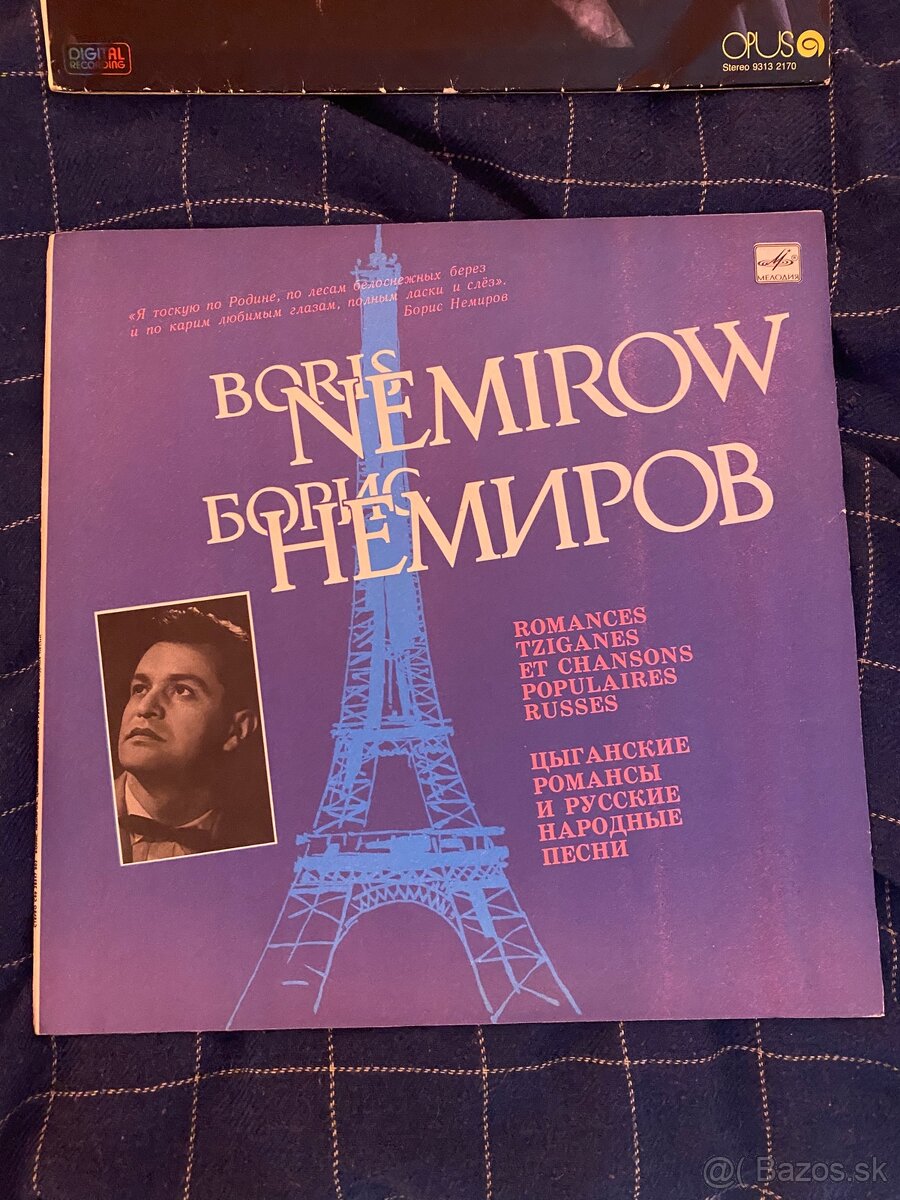 DIGITAL
RECORDING
OPUS
Stereo 9313 2170
МЕЛОДИЯ
«Я тоскую по Родине, по лесам белоснежных берез
и по карим любимым глазам, полным ласки и слёз».
Борис Немиров
BORIS
NEMIROW
БОРИС
НЕМИРОВ
ROMANCES
TZIGANES
ET CHANSONS
POPULAIRES
RUSSES
ЦЫГАНСКИЕ
РОМАНСЫ
И РУССКИЕ
НАРОДНЫЕ
ПЕСНИ
@( Bazos.sk